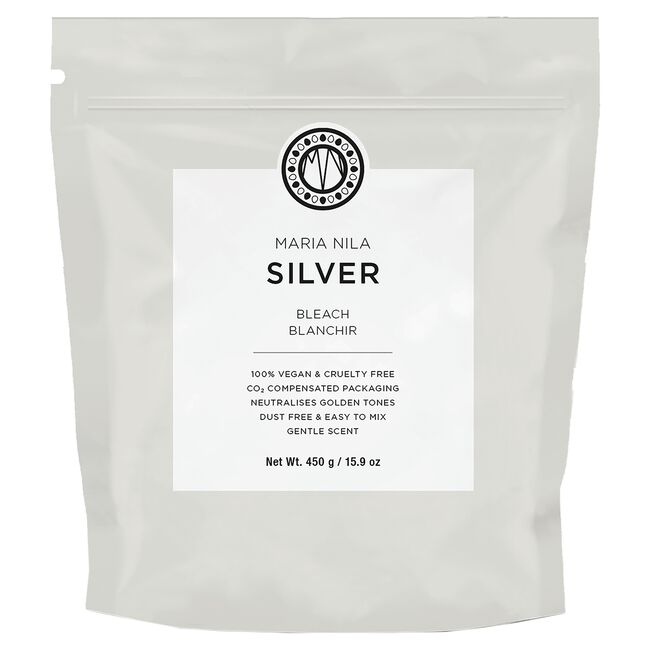 MN
MARIA NILA
SILVER
BLEACH
BLANCHIR
100% VEGAN & CRUELTY FREE
CO₂ COMPENSATED PACKAGING
NEUTRALISES GOLDEN TONES
DUST FREE & EASY TO MIX
GENTLE SCENT
Net Wt. 450 g / 15.9 oz